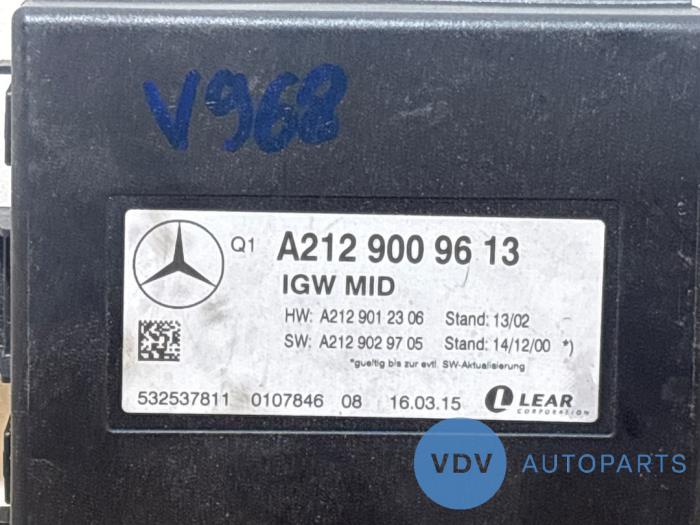 V968
Q1 A212 900 96 13
IGW MID
HW: A212 901 23 06 Stand: 13/02
SW: A212 902 97 05 Stand: 14/12/00 *)
*gueltig bis zur evtl. SW-Aktualisierung
532537811 0107846 08 16.03.15 LEAR
CORPORATION
VDV AUTOPARTS